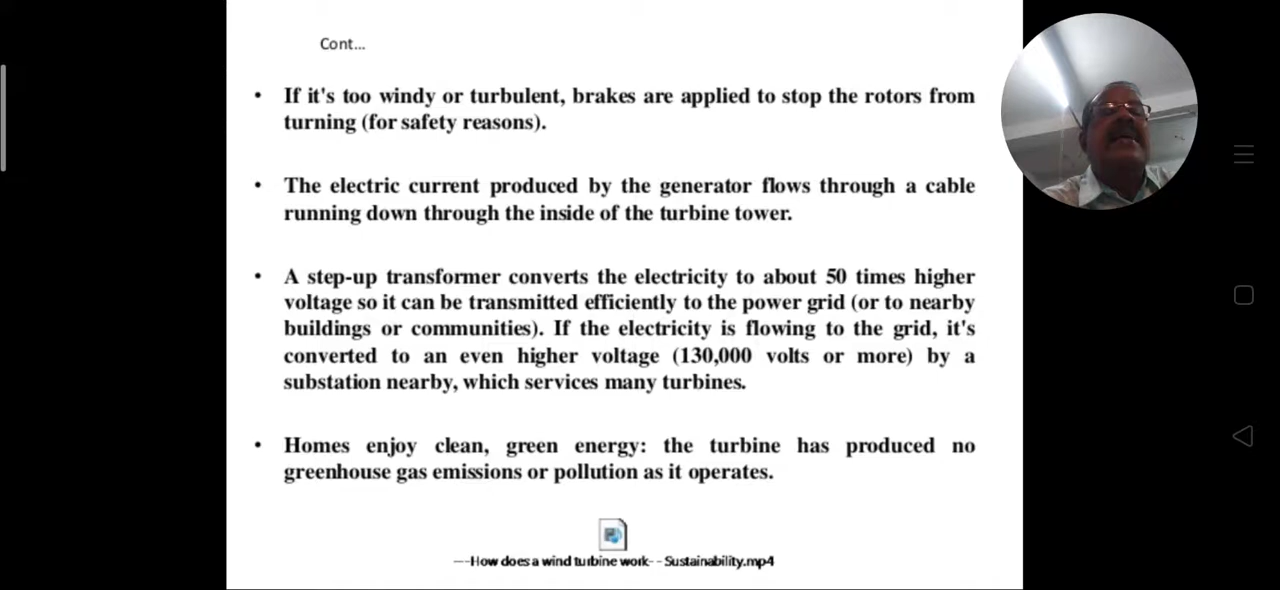 Cont...
• If it's too windy or turbulent, brakes are applied to stop the rotors from
turning (for safety reasons).
• The electric current produced by the generator flows through a cable
running down through the inside of the turbine tower.
• A step-up transformer converts the electricity to about 50 times higher
voltage so it can be transmitted efficiently to the power grid (or to nearby
buildings or communities). If the electricity is flowing to the grid, it's
converted to an even higher voltage (130,000 volts or more) by a
substation nearby, which services many turbines.
• Homes enjoy clean, green energy: the turbine has produced no
greenhouse gas emissions or pollution as it operates.
---How does a wind turbine work- - Sustainability.mp4